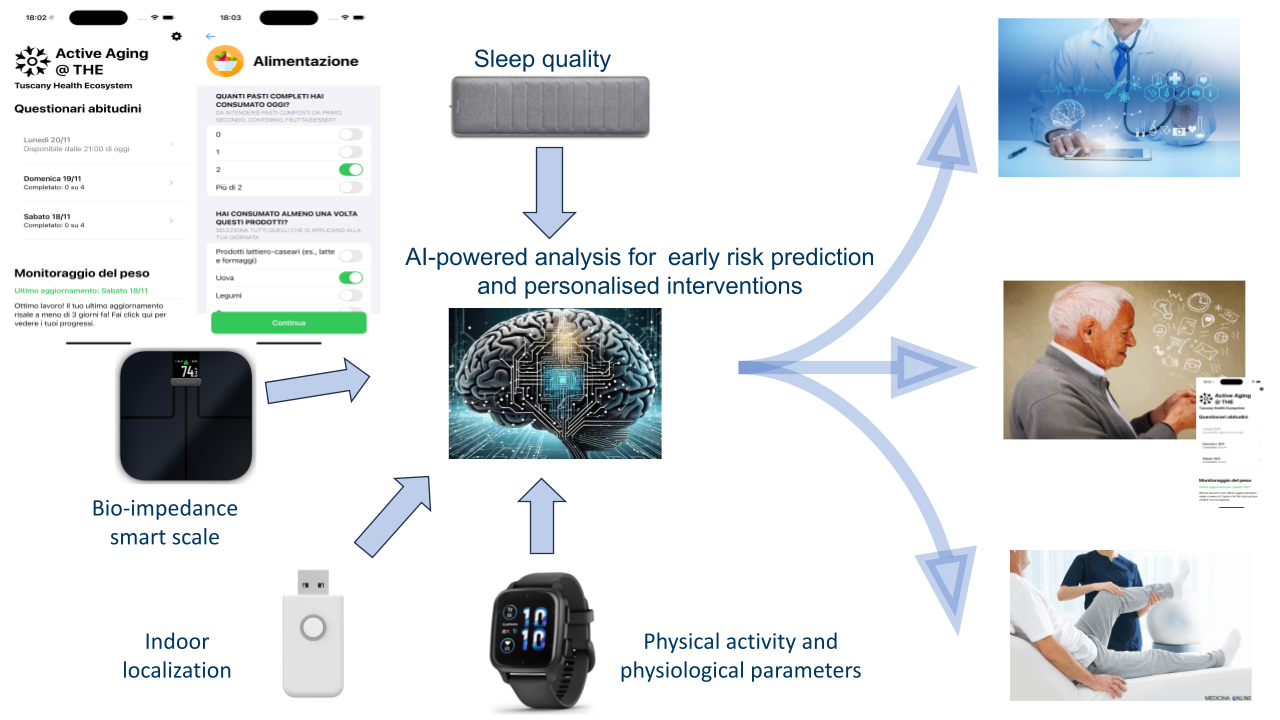 18:02
Active Aging
@ THE
Tuscany Health Ecosystem
Questionari abitudini
Lunedì 20/11
Disponibile dalle 21:00 di oggi
Domenica 19/11
Completato: 0 su 4
Sabato 18/11
Completato: 0 su 4
Monitoraggio del peso
Ultimo aggiornamento: Sabato 18/11
Ottimo lavoro! Il tuo ultimo aggiornamento
risale a meno di 3 giorni fa! Fai click qui per
vedere i tuoi progressi.
18:03
Alimentazione
QUANTI PASTI COMPLETI HAI
CONSUMATO OGGI?
DA INTENDERSI PASTI COMPOSTI DA PRIMO,
SECONDO, CONTORNO, FRUTTA/DESSERT.
0
1
2
Più di 2
HAI CONSUMATO ALMENO UNA VOLTA
QUESTI PRODOTTI?
SELEZIONA TUTTI QUELLI CHE SI APPLICANO ALLA
TUA GIORNATA
Prodotti lattiero-caseari (es., latte
e formaggi)
Uova
Legumi
Continua
Sleep quality
AI-powered analysis for early risk prediction
and personalised interventions
74
Bio-impedance
smart scale
Indoor
localization
10
10
Physical activity and
physiological parameters
Active Aging
@ THE
Tuscany Health Ecosystem
Questionari abitudini
Monitoraggio del peso
MEDICINA ONLINE